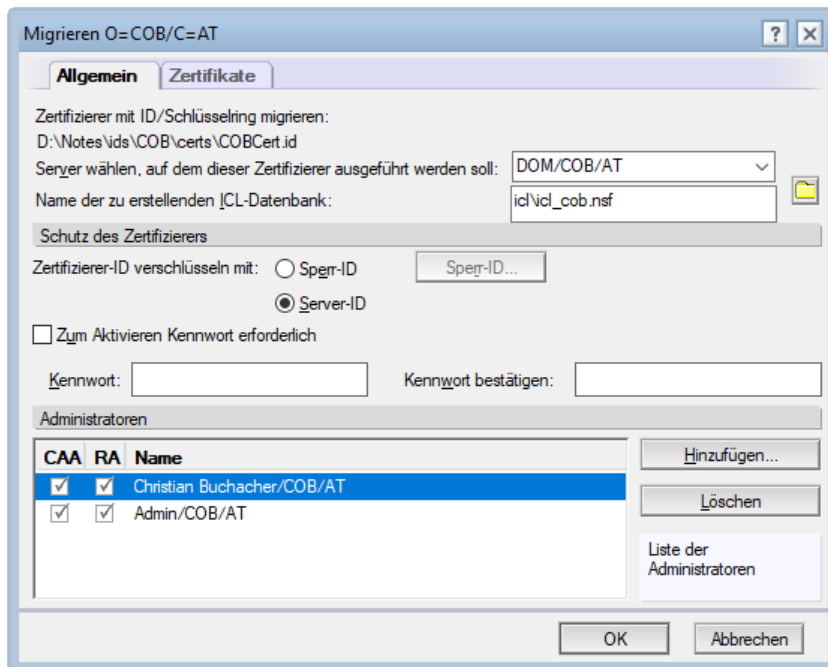 Migrieren O=COB/C=AT
Allgemein Zertifikate
Zertifizierer mit ID/Schlüsselring migrieren:
D:\Notes\ids\COB\certs\COBCert.id
Server wählen, auf dem dieser Zertifizierer ausgeführt werden soll: DOM/COB/AT
Name der zu erstellenden ICL-Datenbank: icl\icl_cob.nsf
Schutz des Zertifizierers
Zertifizierer-ID verschlüsseln mit: Sperr-ID Sperr-ID...
Server-ID
Zum Aktivieren Kennwort erforderlich
Kennwort: Kennwort bestätigen:
Administratoren
CAA RA Name Hinzufügen...
Christian Buchacher/COB/AT
Admin/COB/AT Löschen
Liste der
Administratoren
OK Abbrechen